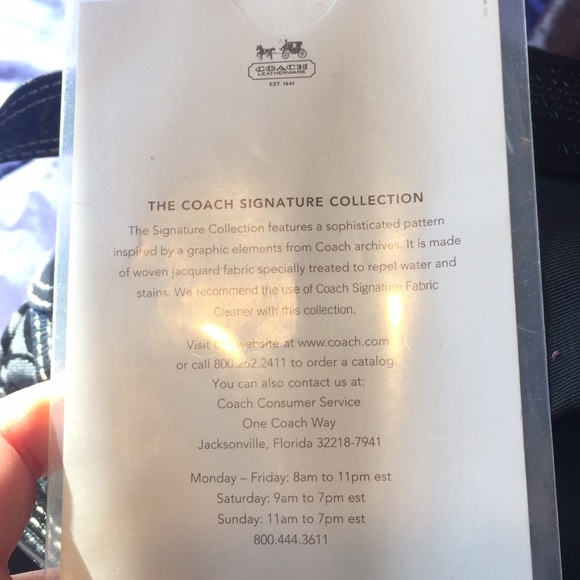 COACH
LEATHERWARE
EST. 1941
THE COACH SIGNATURE COLLECTION
The Signature Collection features a sophisticated pattern
inspired by a graphic elements from Coach archives. It is made
of woven jacquard fabric specially treated to repel water and
stains. We recommend the use of Coach Signature Fabric
Cleaner with this collection.
Visit website at www.coach.com
or call 800.262.2411 to order a catalog.
You can also contact us at:
Coach Consumer Service
One Coach Way
Jacksonville, Florida 32218-7941
Monday – Friday: 8am to 11pm est
Saturday: 9am to 7pm est
Sunday: 11am to 7pm est
800.444.3611